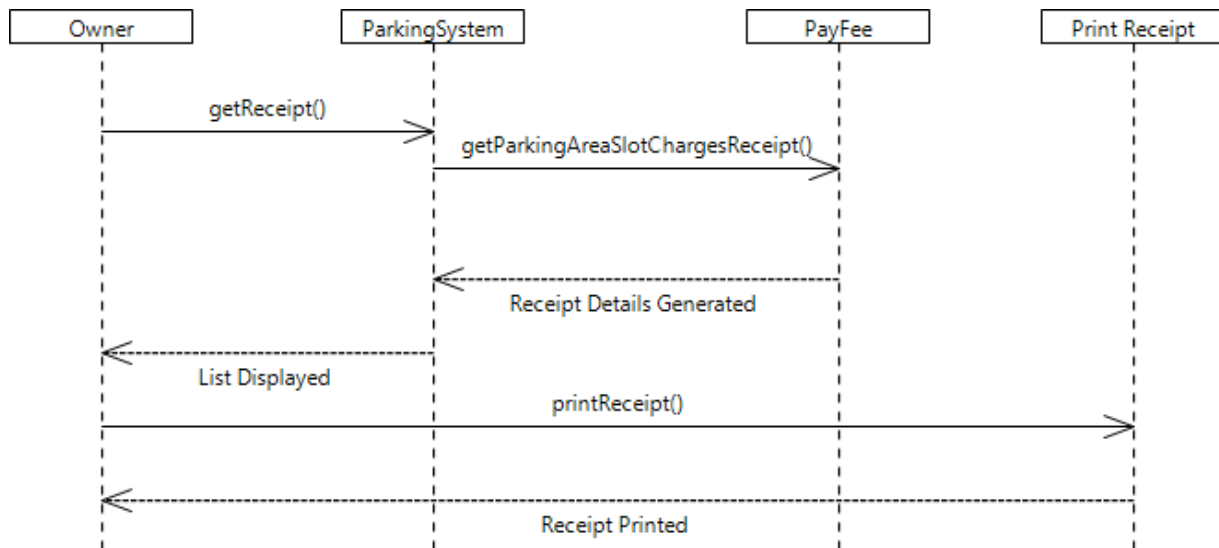 Owner
ParkingSystem
PayFee
Print Receipt
getReceipt()
getParkingAreaSlotChargesReceipt()
Receipt Details Generated
List Displayed
printReceipt()
Receipt Printed